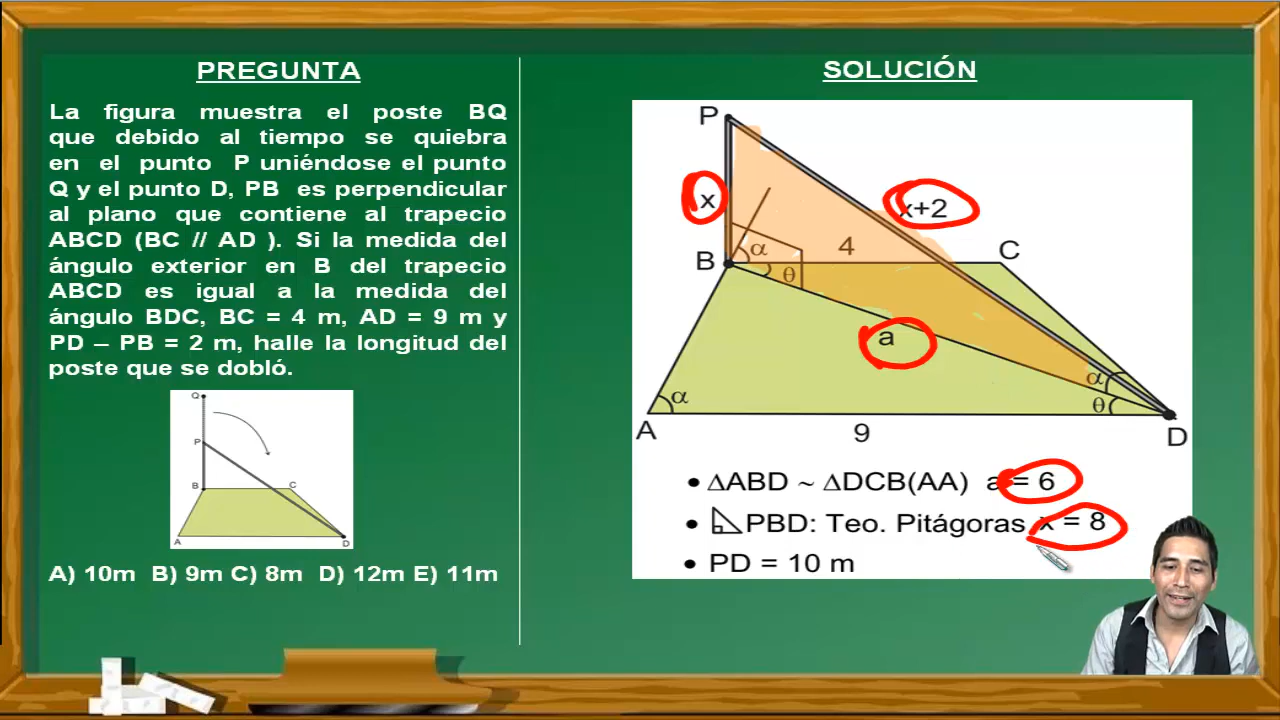 PREGUNTA
La figura muestra el poste BQ
que debido al tiempo se quiebra
en el punto P uniéndose el punto
Q y el punto D, PB es perpendicular
al plano que contiene al trapecio
ABCD (BC // AD ). Si la medida del
ángulo exterior en B del trapecio
ABCD es igual a la medida del
ángulo BDC, BC = 4 m, AD = 9 m y
PD – PB = 2 m, halle la longitud del
poste que se dobló.
Q
P
B
C
A
D
A) 10m B) 9m C) 8m D) 12m E) 11m
SOLUCIÓN
P
x
x+2
B
α
4
C
θ
a
α
α
θ
A
9
D
• ∆ABD ~ ∆DCB(AA) a = 6
• PBD: Teo. Pitágoras x = 8
• PD = 10 m